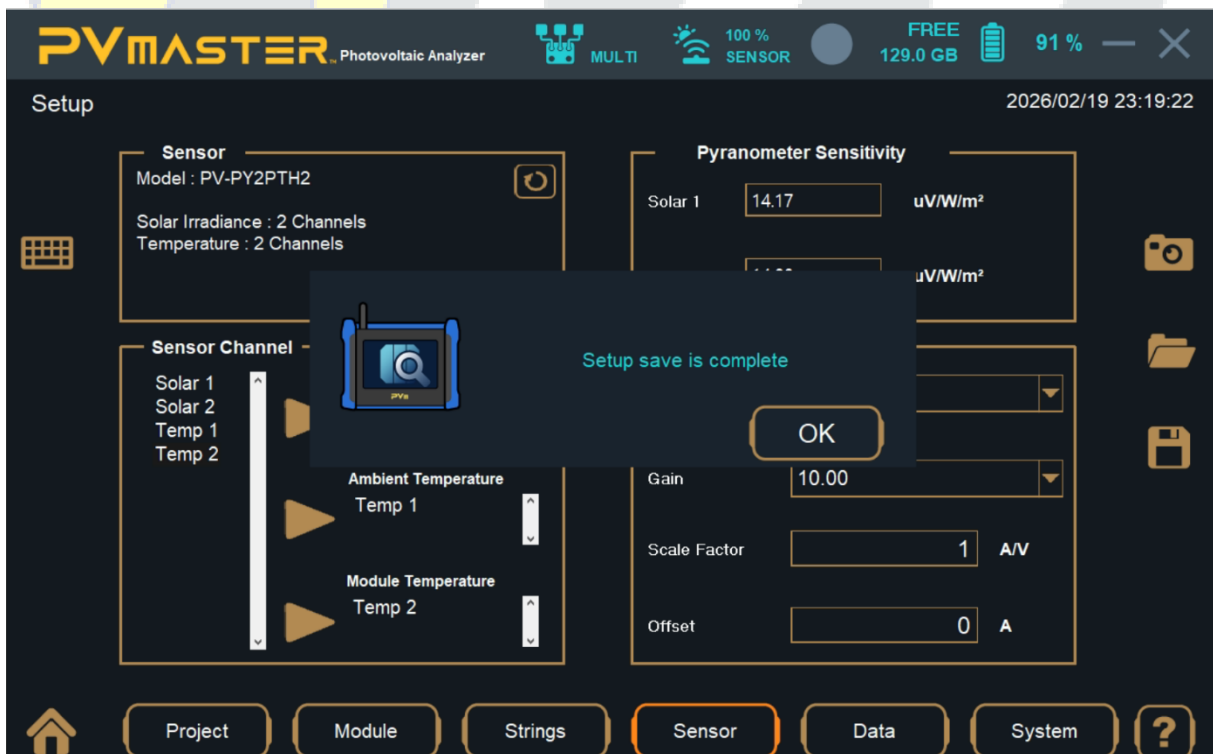 PVMASTER™ Photovoltaic Analyzer
MULTI
100 %
SENSOR
FREE
129.0 GB
91 %
Setup
2026/02/19 23:19:22
Sensor
Model : PV-PY2PTH2
Solar Irradiance : 2 Channels
Temperature : 2 Channels
Pyranometer Sensitivity
Solar 1 14.17 uV/W/m²
uV/W/m²
Sensor Channel
Solar 1
Solar 2
Temp 1
Temp 2
PVm
Setup save is complete
OK
Ambient Temperature
Temp 1
Module Temperature
Temp 2
Gain 10.00
Scale Factor 1 A/V
Offset 0 A
Project
Module
Strings
Sensor
Data
System
?